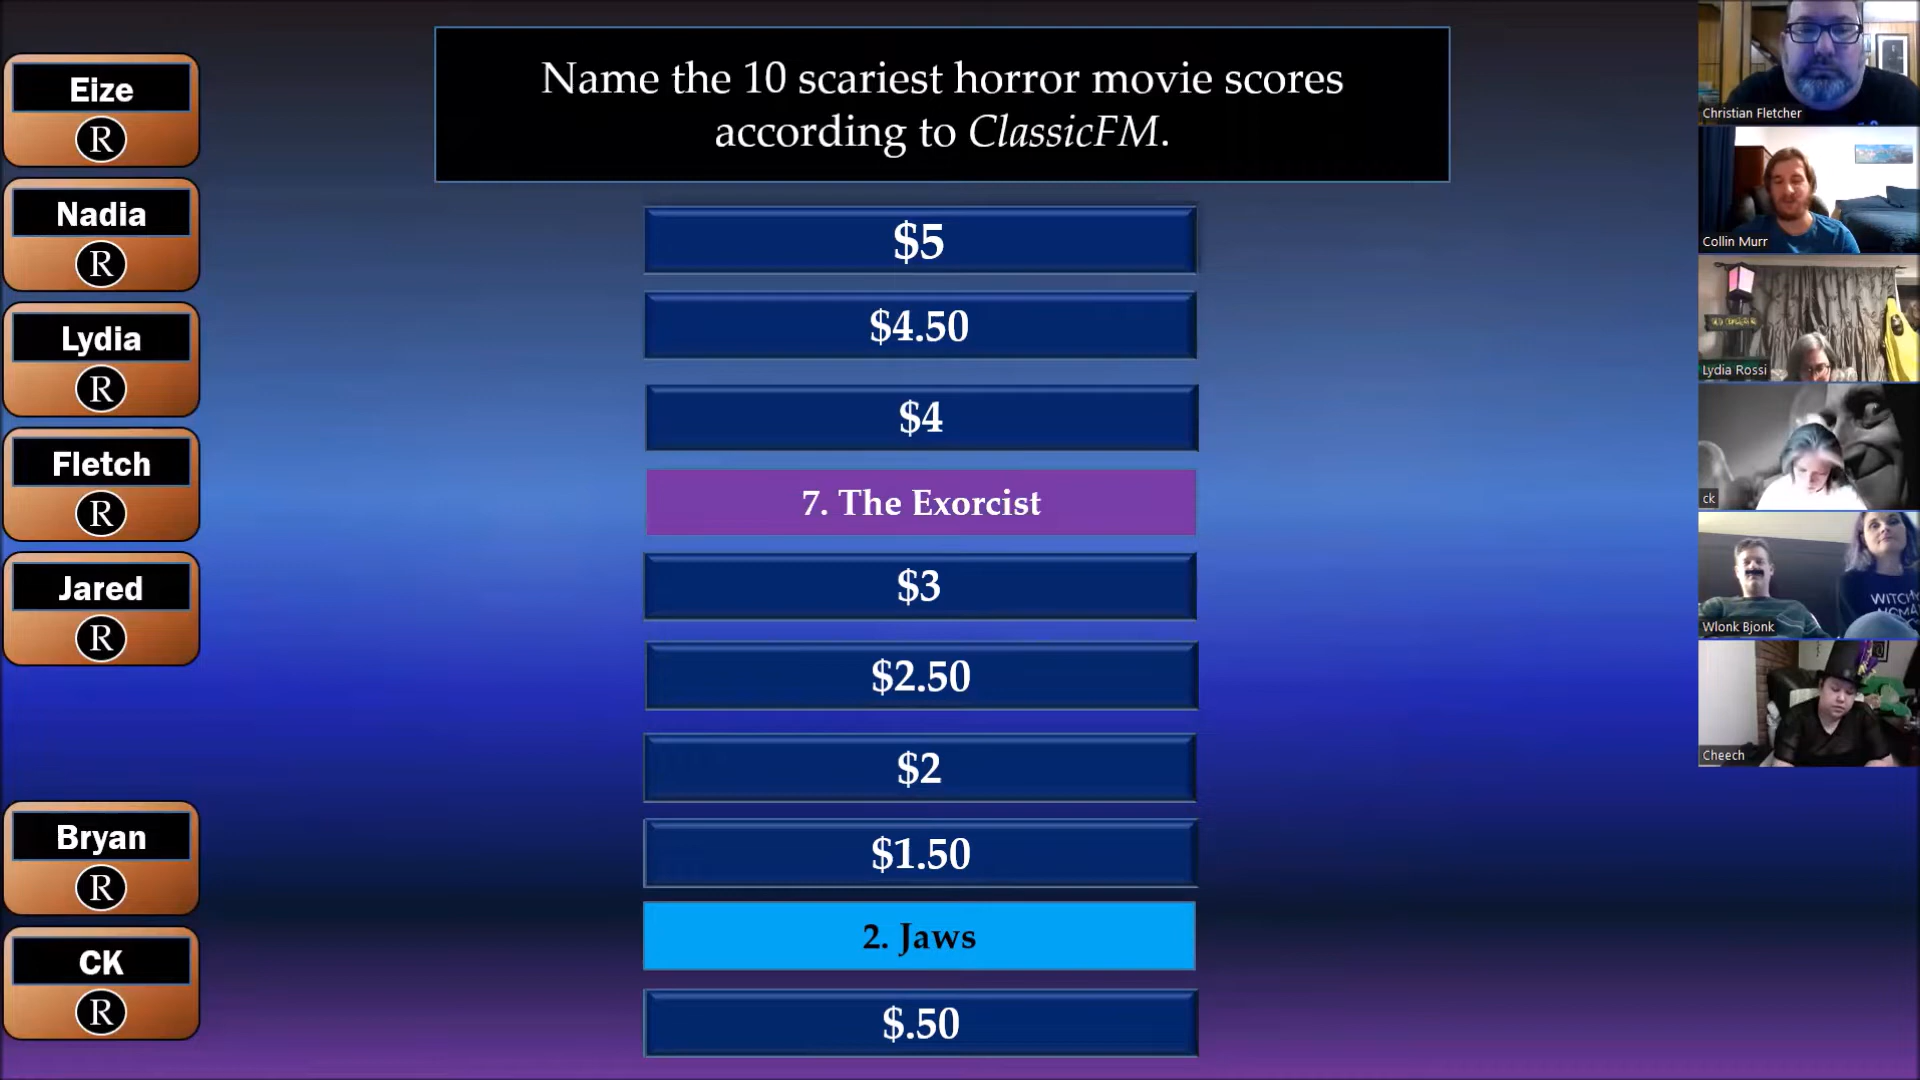 Name the 10 scariest horror movie scores
according to ClassicFM.
Eize
R
Nadia
R
Lydia
R
Fletch
R
Jared
R
Bryan
R
CK
R
$5
$4.50
$4
7. The Exorcist
$3
$2.50
$2
$1.50
2. Jaws
$.50
Christian Fletcher
Collin Murr
Lydia Rossi
ck
WITCHY
WOMAN
Wlonk Bjonk
Cheech